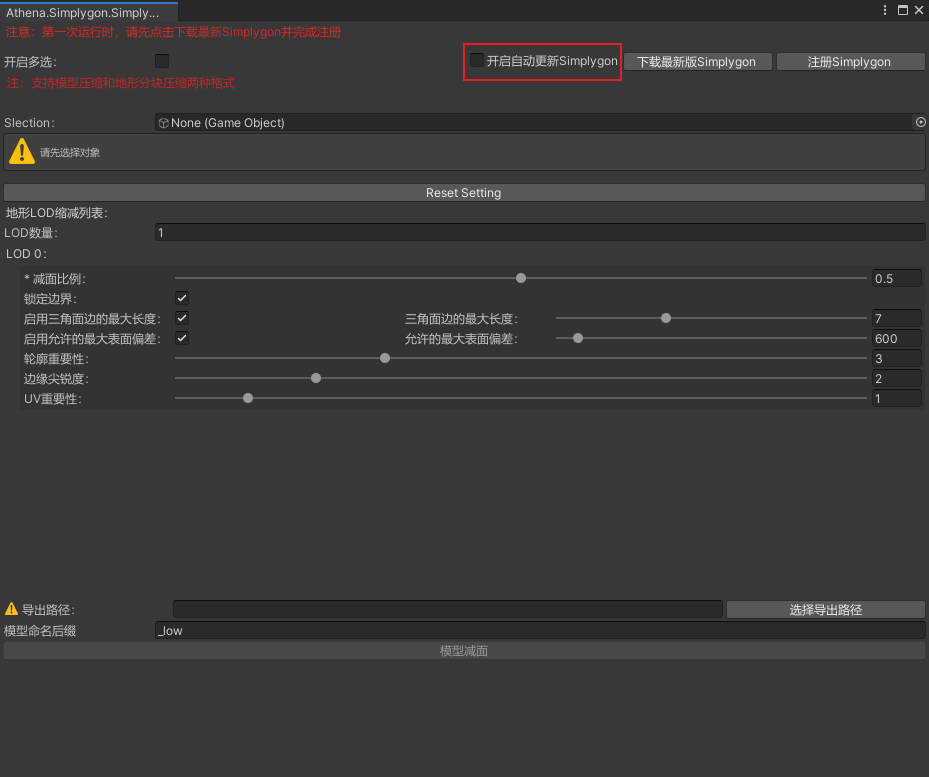 Athena.Simplygon.Simply...
注意：第一次运行时，请先点击下载最新Simplygon并完成注册
开启多选： 开启自动更新Simplygon 下载最新版Simplygon 注册Simplygon
注：支持模型压缩和地形分块压缩两种格式
Slection: None (Game Object)
请先选择对象
Reset Setting
地形LOD缩减列表:
LOD数量： 1
LOD 0：
* 减面比例： 0.5
锁定边界：
启用三角面边的最大长度： 三角面边的最大长度： 7
启用允许的最大表面偏差： 允许的最大表面偏差： 600
轮廓重要性： 3
边缘尖锐度： 2
UV重要性： 1
导出路径： 选择导出路径
模型命名后缀 _low
模型减面